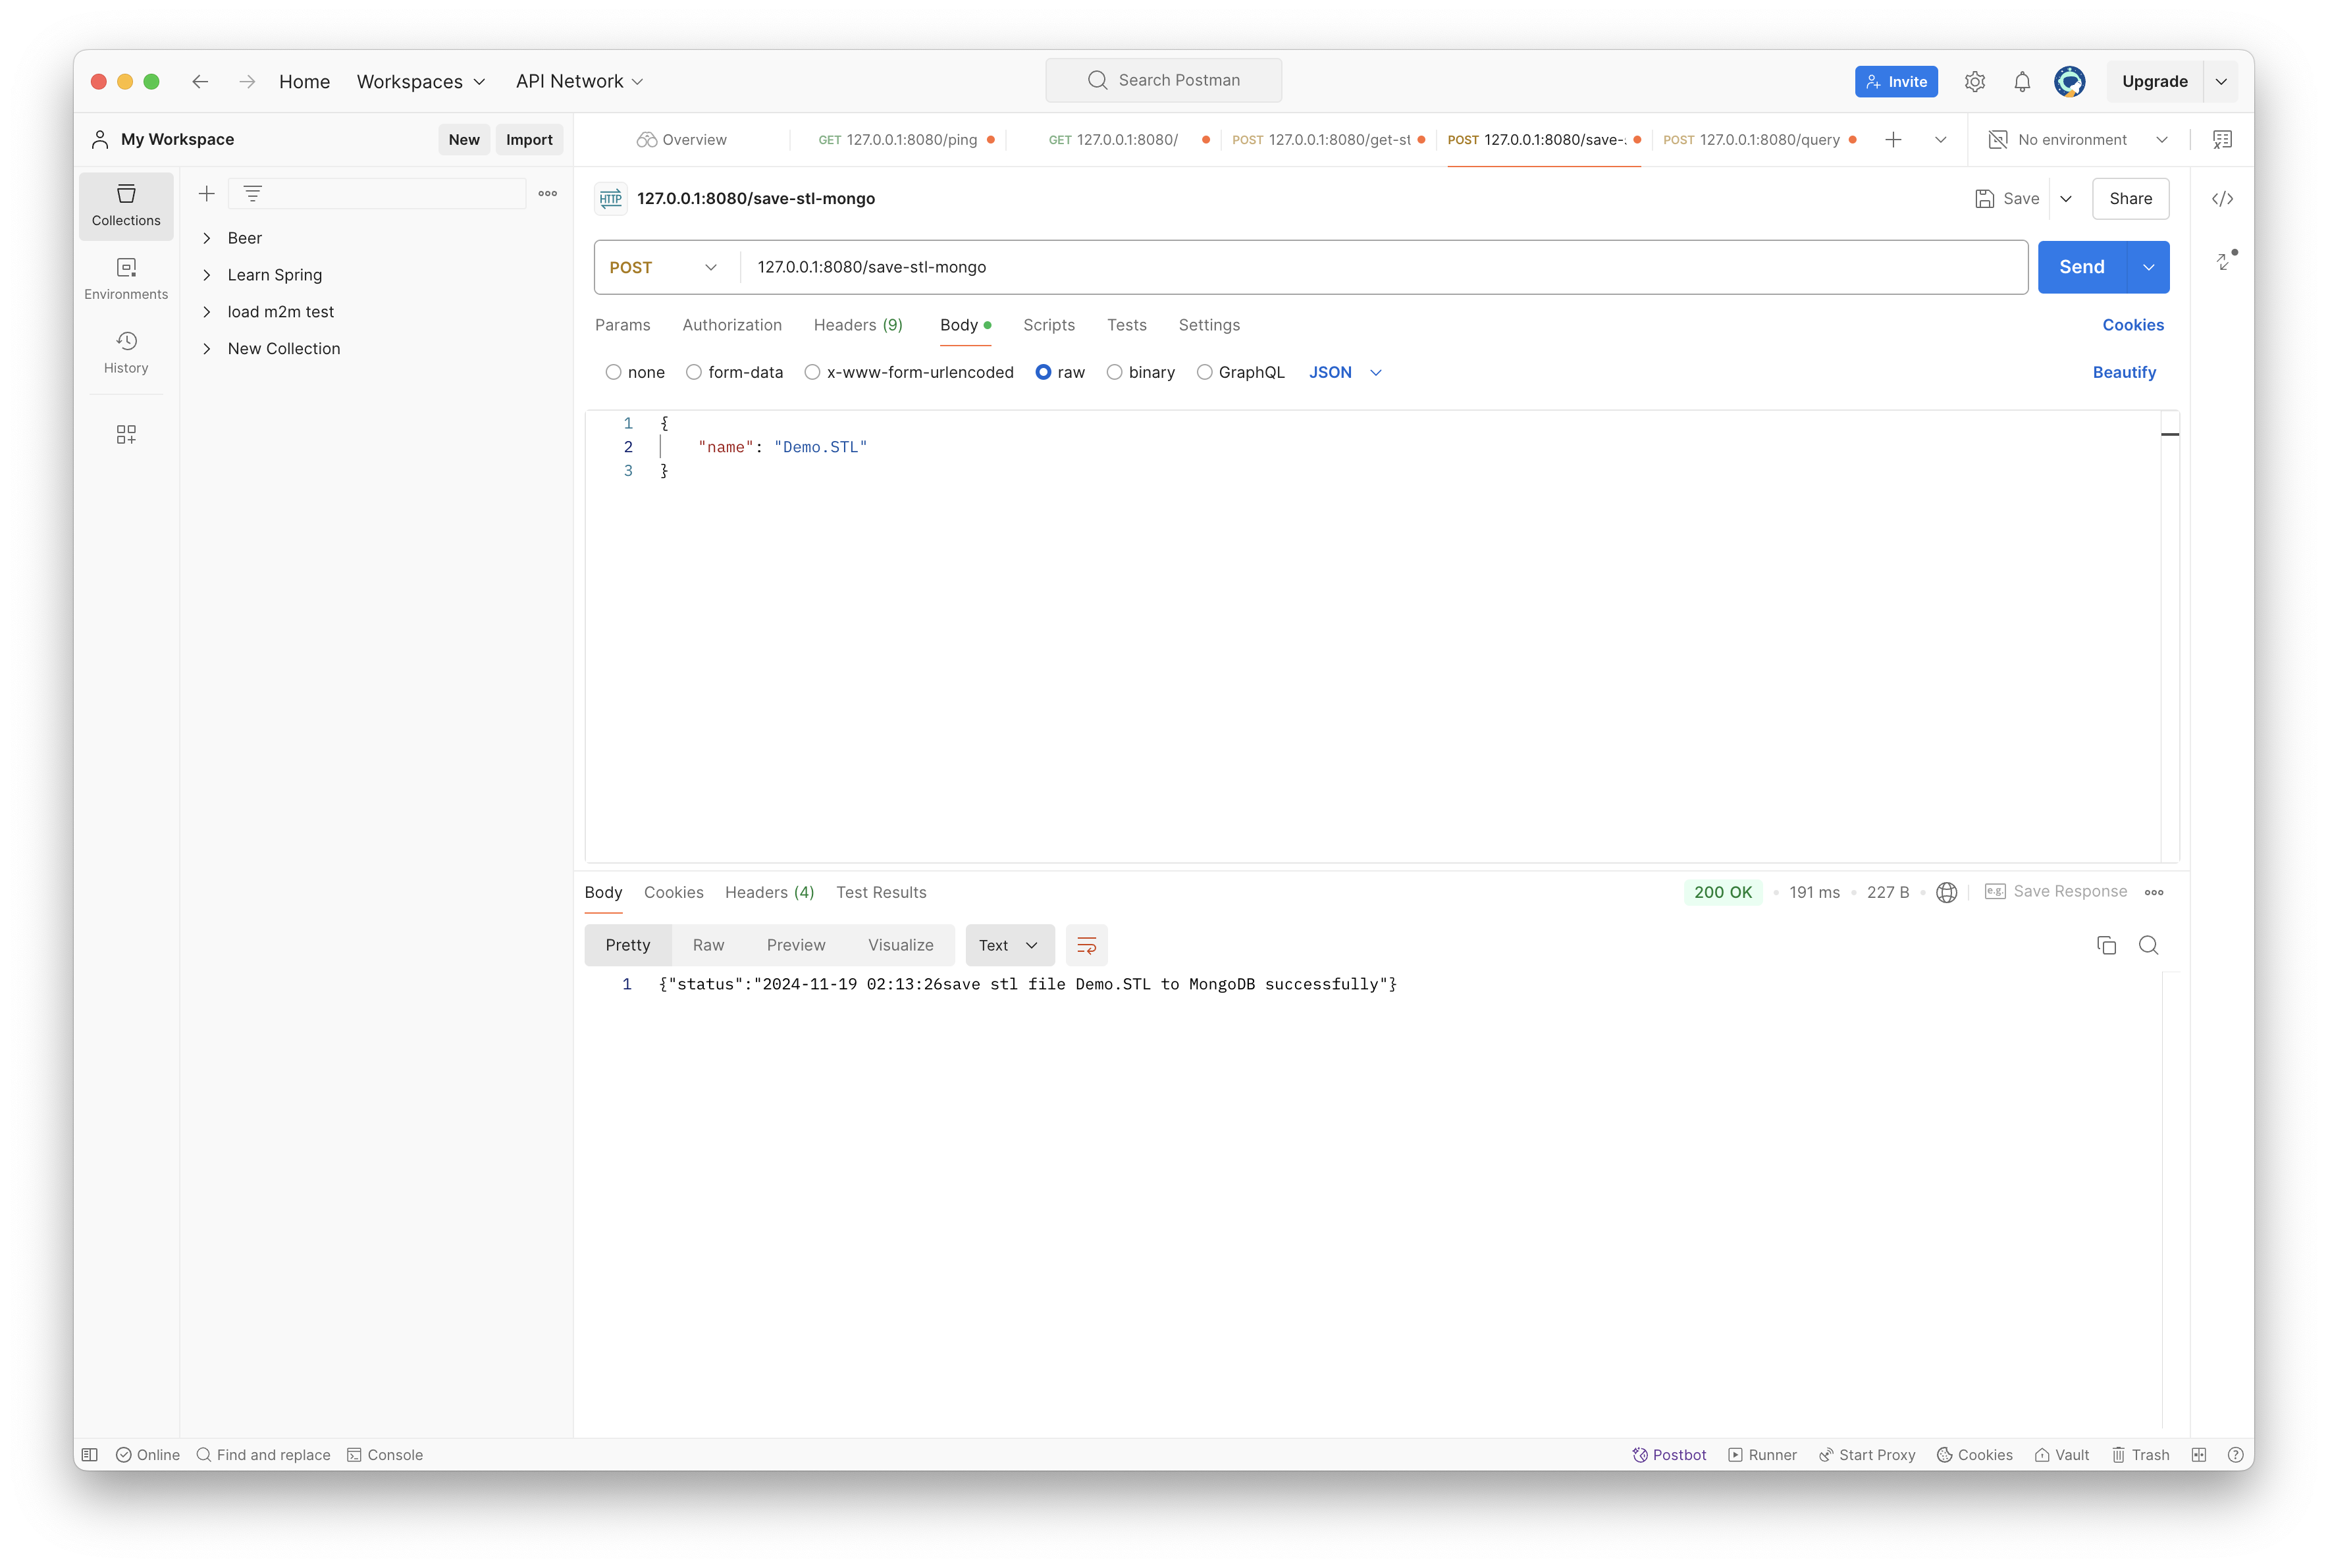 Home Workspaces API Network Search Postman Invite Upgrade
My Workspace New Import Overview GET 127.0.0.1:8080/ping GET 127.0.0.1:8080/ POST 127.0.0.1:8080/get-st POST 127.0.0.1:8080/save-: POST 127.0.0.1:8080/query No environment
Collections
Environments
History
Beer
Learn Spring
load m2m test
New Collection
HTTP 127.0.0.1:8080/save-stl-mongo Save Share
POST 127.0.0.1:8080/save-stl-mongo Send
Params Authorization Headers (9) Body Scripts Tests Settings Cookies
none form-data x-www-form-urlencoded raw binary GraphQL JSON Beautify
1 {
2 "name": "Demo.STL"
3 }
Body Cookies Headers (4) Test Results 200 OK 191 ms 227 B e.g. Save Response
Pretty Raw Preview Visualize Text
1 {"status":"2024-11-19 02:13:26save stl file Demo.STL to MongoDB successfully"}
Online Find and replace Console Postbot Runner Start Proxy Cookies Vault Trash